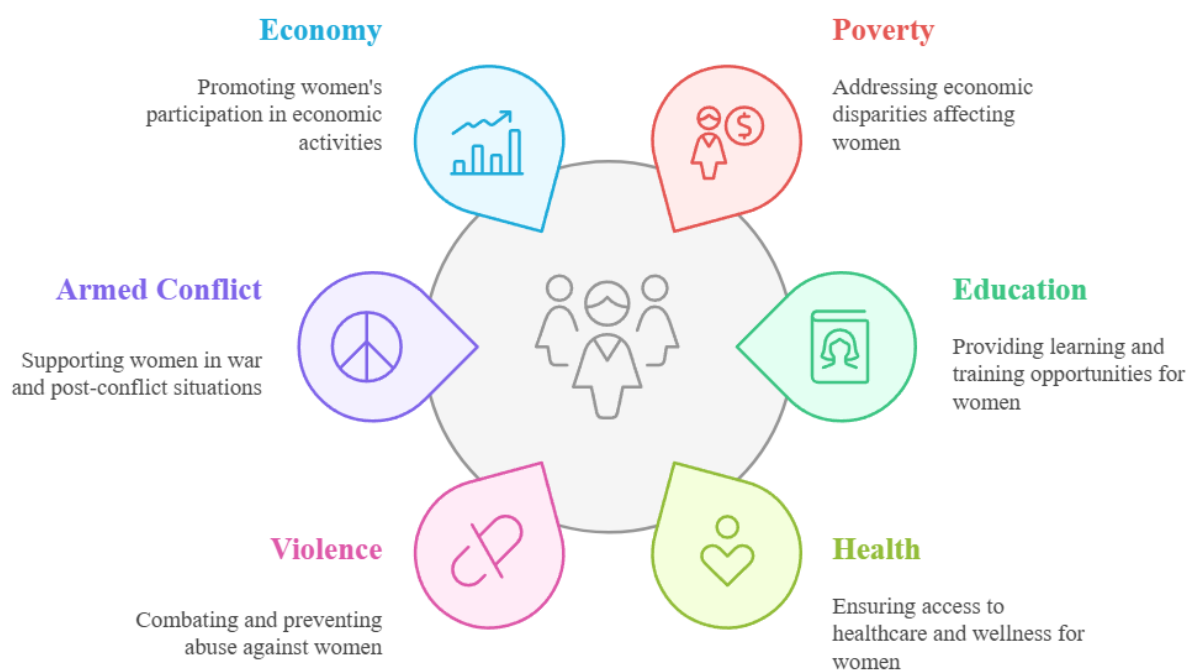 Economy
Promoting women's
participation in economic
activities
Poverty
Addressing economic
disparities affecting
women
$
Armed Conflict
Supporting women in war
and post-conflict situations
Education
Providing learning and
training opportunities for
women
Violence
Combating and preventing
abuse against women
Health
Ensuring access to
healthcare and wellness for
women